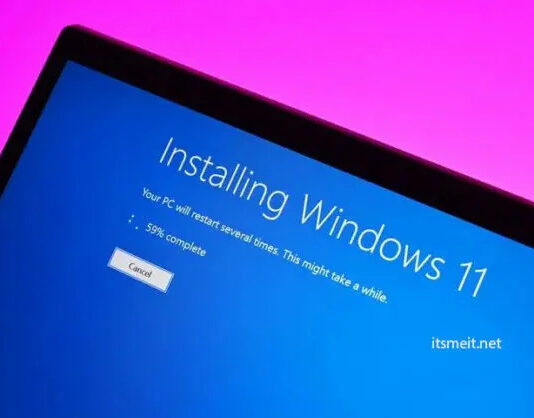 Installing Windows 11
Your PC will restart several times. This might take a while.
59% complete
Cancel
itsmeit.net